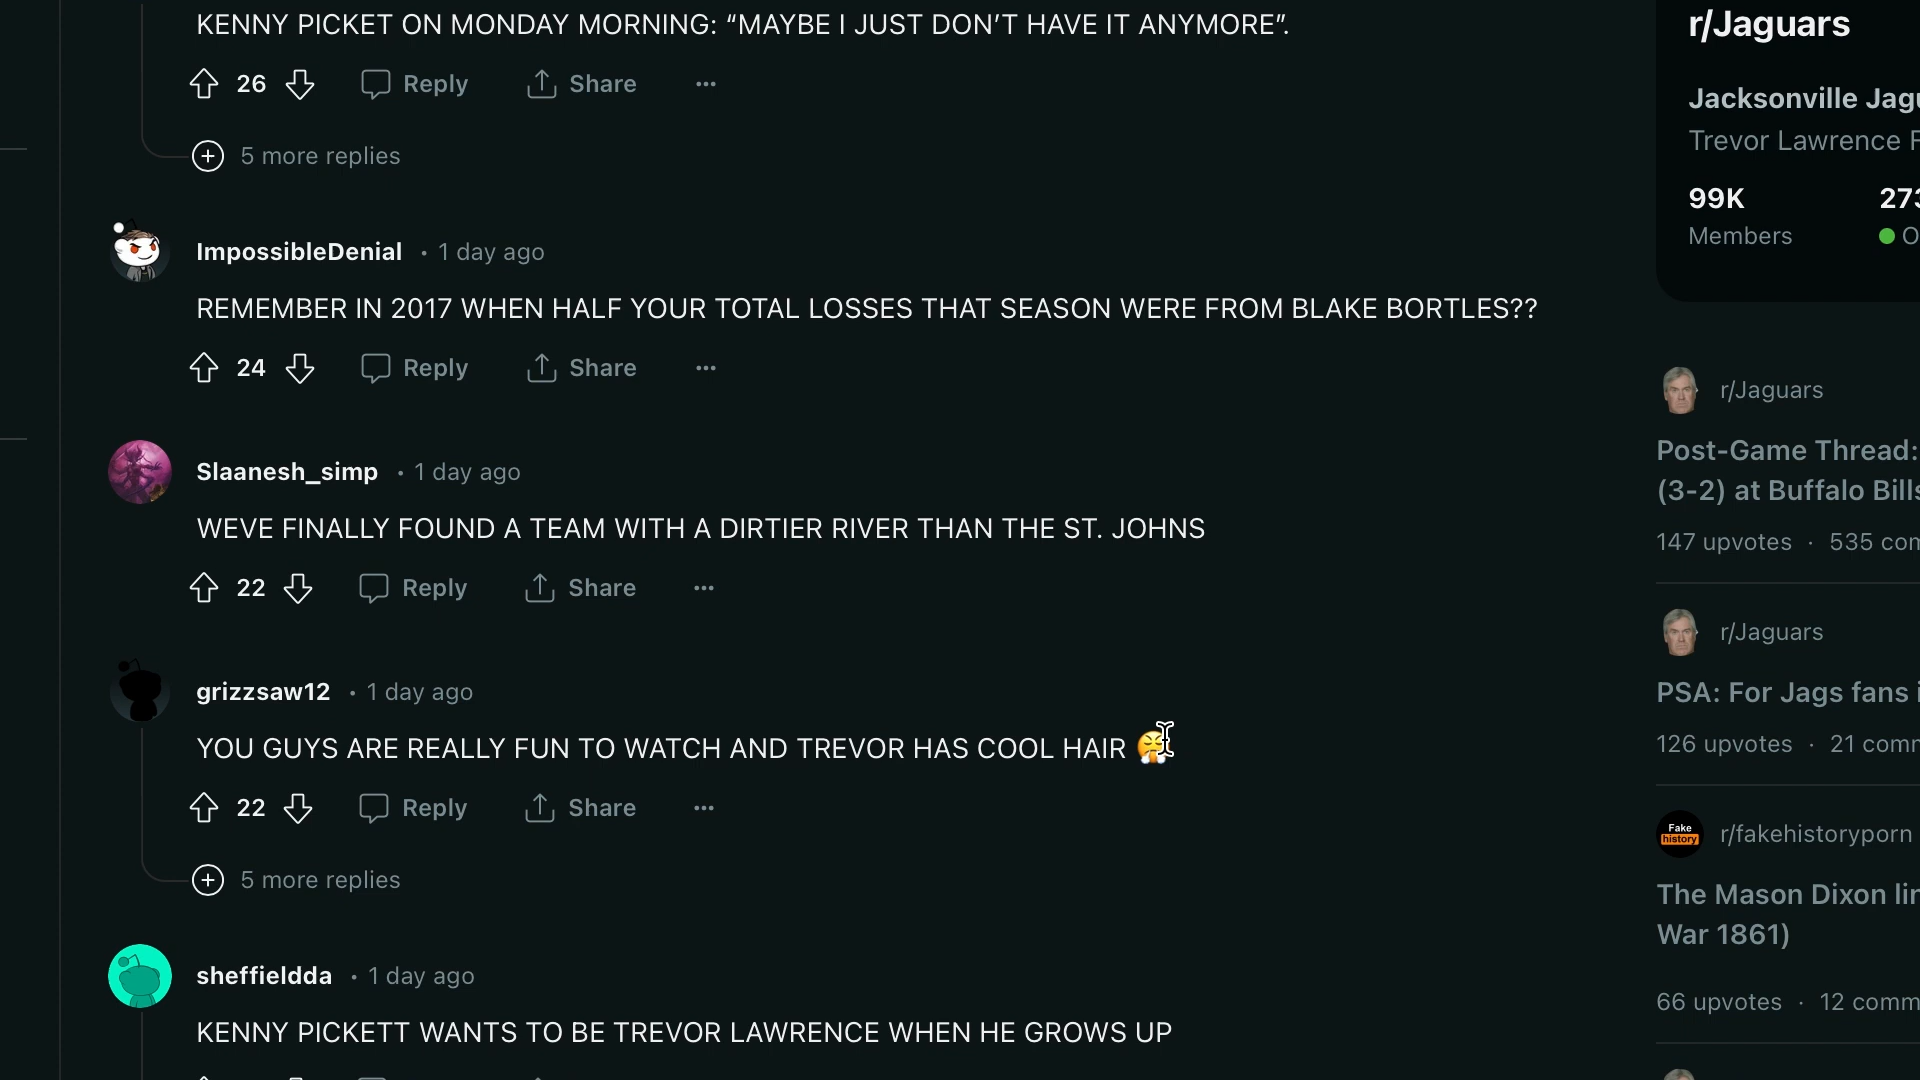 KENNY PICKET ON MONDAY MORNING: “MAYBE I JUST DON’T HAVE IT ANYMORE”.
26 Reply Share
5 more replies
ImpossibleDenial • 1 day ago
REMEMBER IN 2017 WHEN HALF YOUR TOTAL LOSSES THAT SEASON WERE FROM BLAKE BORTLES??
24 Reply Share
Slaanesh_simp • 1 day ago
WEVE FINALLY FOUND A TEAM WITH A DIRTIER RIVER THAN THE ST. JOHNS
22 Reply Share
grizzsaw12 • 1 day ago
YOU GUYS ARE REALLY FUN TO WATCH AND TREVOR HAS COOL HAIR 😤
22 Reply Share
5 more replies
sheffieldda • 1 day ago
KENNY PICKETT WANTS TO BE TREVOR LAWRENCE WHEN HE GROWS UP
r/Jaguars
Jacksonville Jagu
Trevor Lawrence F
99K 273
Members O
r/Jaguars
Post-Game Thread:
(3-2) at Buffalo Bills
147 upvotes · 535 com
r/Jaguars
PSA: For Jags fans i
126 upvotes · 21 comm
Fake
history
r/fakehistoryporn
The Mason Dixon lin
War 1861)
66 upvotes · 12 comm